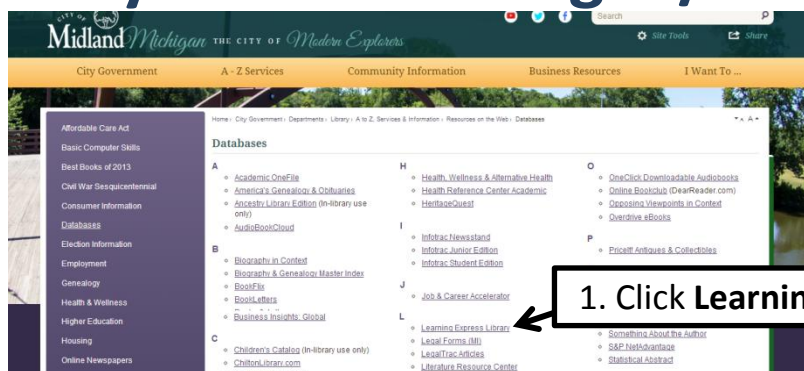 THE CITY OF
Midland Michigan THE CITY OF Modern Explorers
Search
Site Tools
Share
City Government
A - Z Services
Community Information
Business Resources
I Want To ...
Affordable Care Act
Basic Computer Skills
Best Books of 2013
Civil War Sesquicentennial
Consumer Information
Databases
Election Information
Employment
Genealogy
Health & Wellness
Higher Education
Housing
Online Newspapers
Home › City Government › Departments › Library › A to Z, Services & Information › Resources on the Web › Databases
Databases
A
Academic OneFile
America's Genealogy & Obituaries
Ancestry Library Edition (In-library use
only)
AudioBookCloud
B
Biography in Context
Biography & Genealogy Master Index
BookFlix
BookLetters
Business Insights: Global
C
Children's Catalog (In-library use only)
ChiltonLibrary.com
H
Health, Wellness & Alternative Health
Health Reference Center Academic
HeritageQuest
I
Infotrac Newsstand
Infotrac Junior Edition
Infotrac Student Edition
J
Job & Career Accelerator
L
Learning Express Library
Legal Forms (MI)
LegalTrac Articles
Literature Resource Center
O
OneClick Downloadable Audiobooks
Online Bookclub (DearReader.com)
Opposing Viewpoints in Context
Overdrive eBooks
P
PriceIt! Antiques & Collectibles
1. Click Learnin
Something About the Author
S&P NetAdvantage
Statistical Abstract